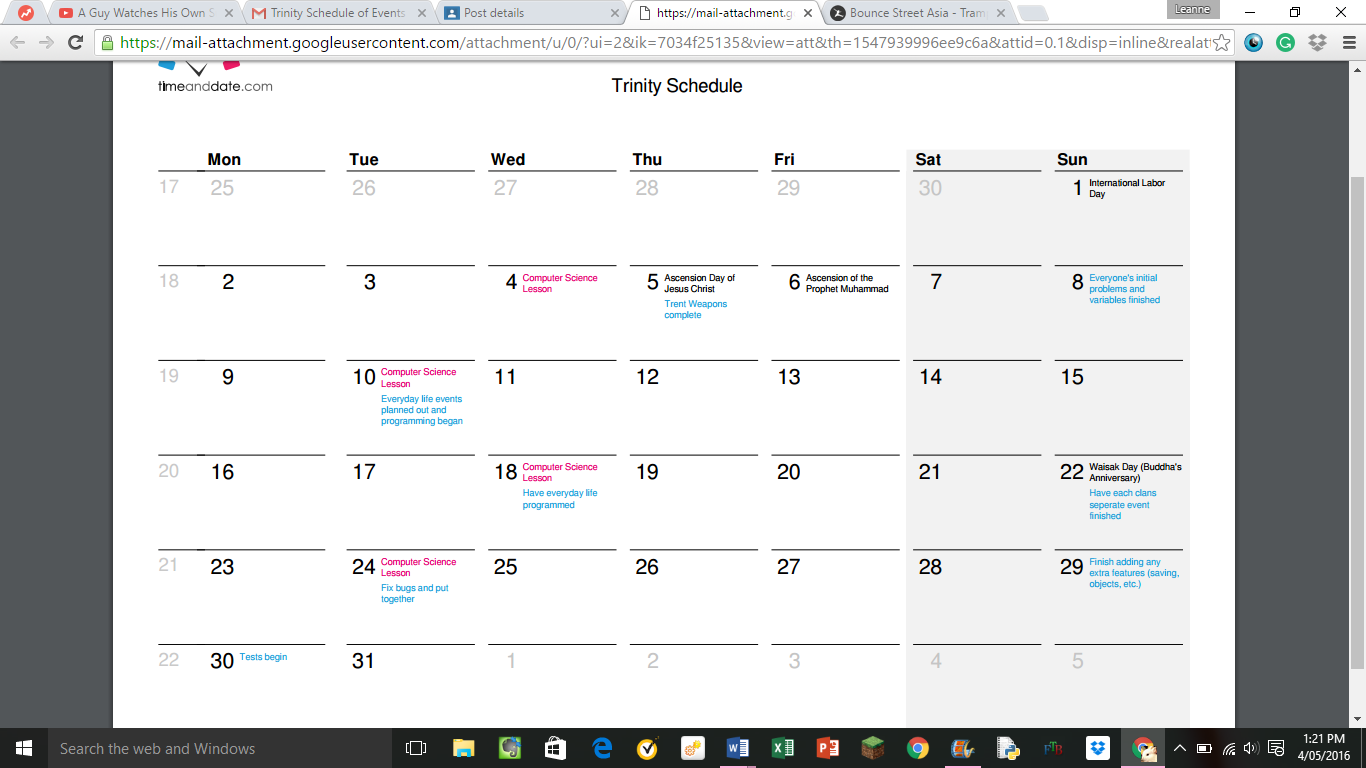 A Guy Watches His Own S
Trinity Schedule of Events
Post details
https://mail-attachment.g
Bounce Street Asia - Tram
Leanne
https://mail-attachment.googleusercontent.com/attachment/u/0/?ui=2&ik=7034f25135&view=att&th=1547939996ee9c6a&attid=0.1&disp=inline&realatt
timeanddate.com
Trinity Schedule
Mon Tue Wed Thu Fri Sat Sun
17 25 26 27 28 29 30 1 International Labor
Day
18 2 3 4 Computer Science
Lesson
5 Ascension Day of
Jesus Christ
Trent Weapons
complete
6 Ascension of the
Prophet Muhammad
7
8 Everyone's initial
problems and
variables finished
19 9 10 Computer Science
Lesson
Everyday life events
planned out and
programming began
11 12 13 14 15
20 16 17 18 Computer Science
Lesson
Have everyday life
programmed
19 20 21 22 Waisak Day (Buddha's
Anniversary)
Have each clans
seperate event
finished
21 23 24 Computer Science
Lesson
Fix bugs and put
together
25 26 27 28 29 Finish adding any
extra features (saving,
objects, etc.)
22 30 Tests begin
31 1 2 3 4 5
Search the web and Windows
FTR
1:21 PM
4/05/2016